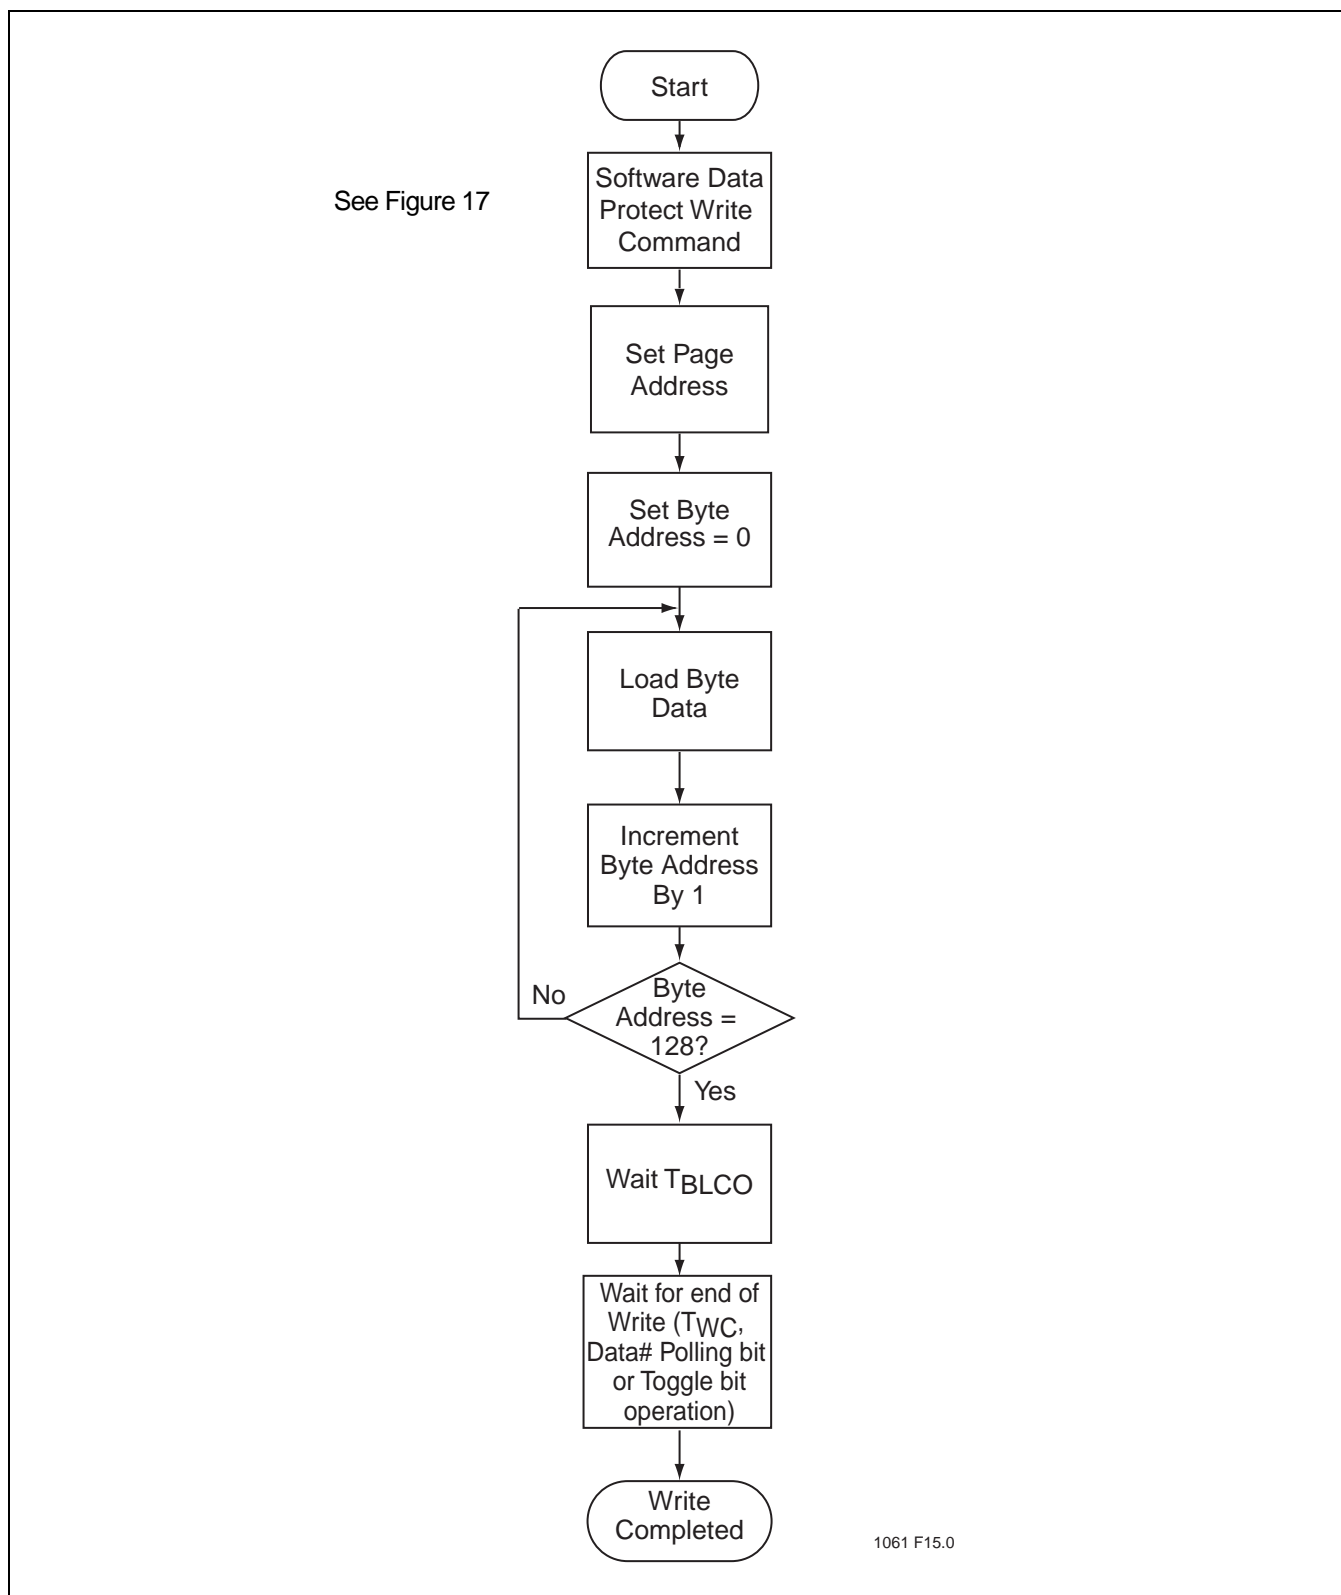 Start
See Figure 17
Software Data
Protect Write
Command
Set Page
Address
Set Byte
Address = 0
Load Byte
Data
Increment
Byte Address
By 1
No
Byte
Address =
128?
Yes
Wait TBLCO
Wait for end of
Write (TWC,
Data# Polling bit
or Toggle bit
operation)
Write
Completed
1061 F15.0